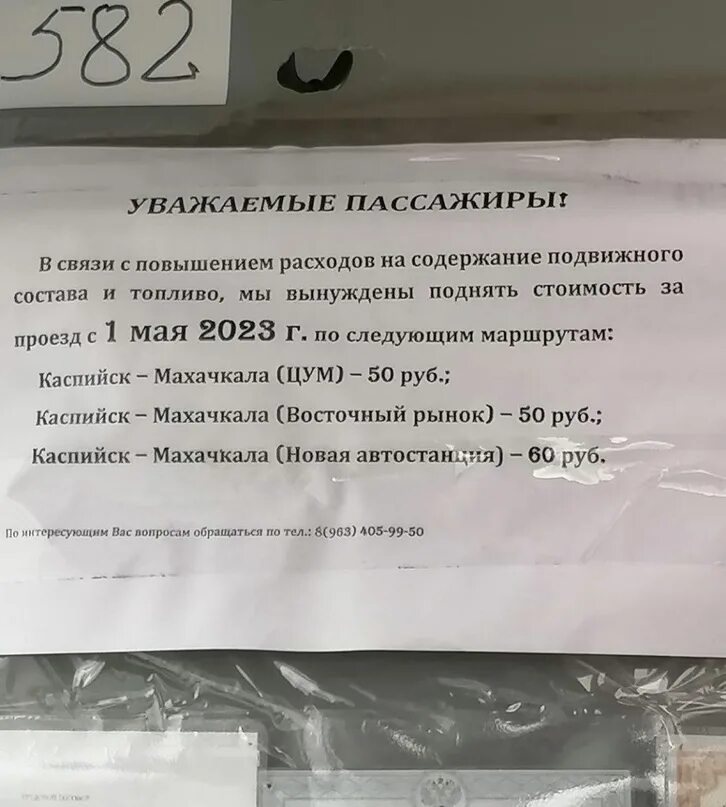 582
УВАЖАЕМЫЕ ПАССАЖИРЫ!
В связи с повышением расходов на содержание подвижного
состава и топливо, мы вынуждены поднять стоимость за
проезд с 1 мая 2023 г. по следующим маршрутам:
Каспийск – Махачкала (ЦУМ) – 50 руб.;
Каспийск – Махачкала (Восточный рынок) – 50 руб.;
Каспийск – Махачкала (Новая автостанция) – 60 руб.
По интересующим Вас вопросам обращаться по тел.: 8(963) 405-99-50